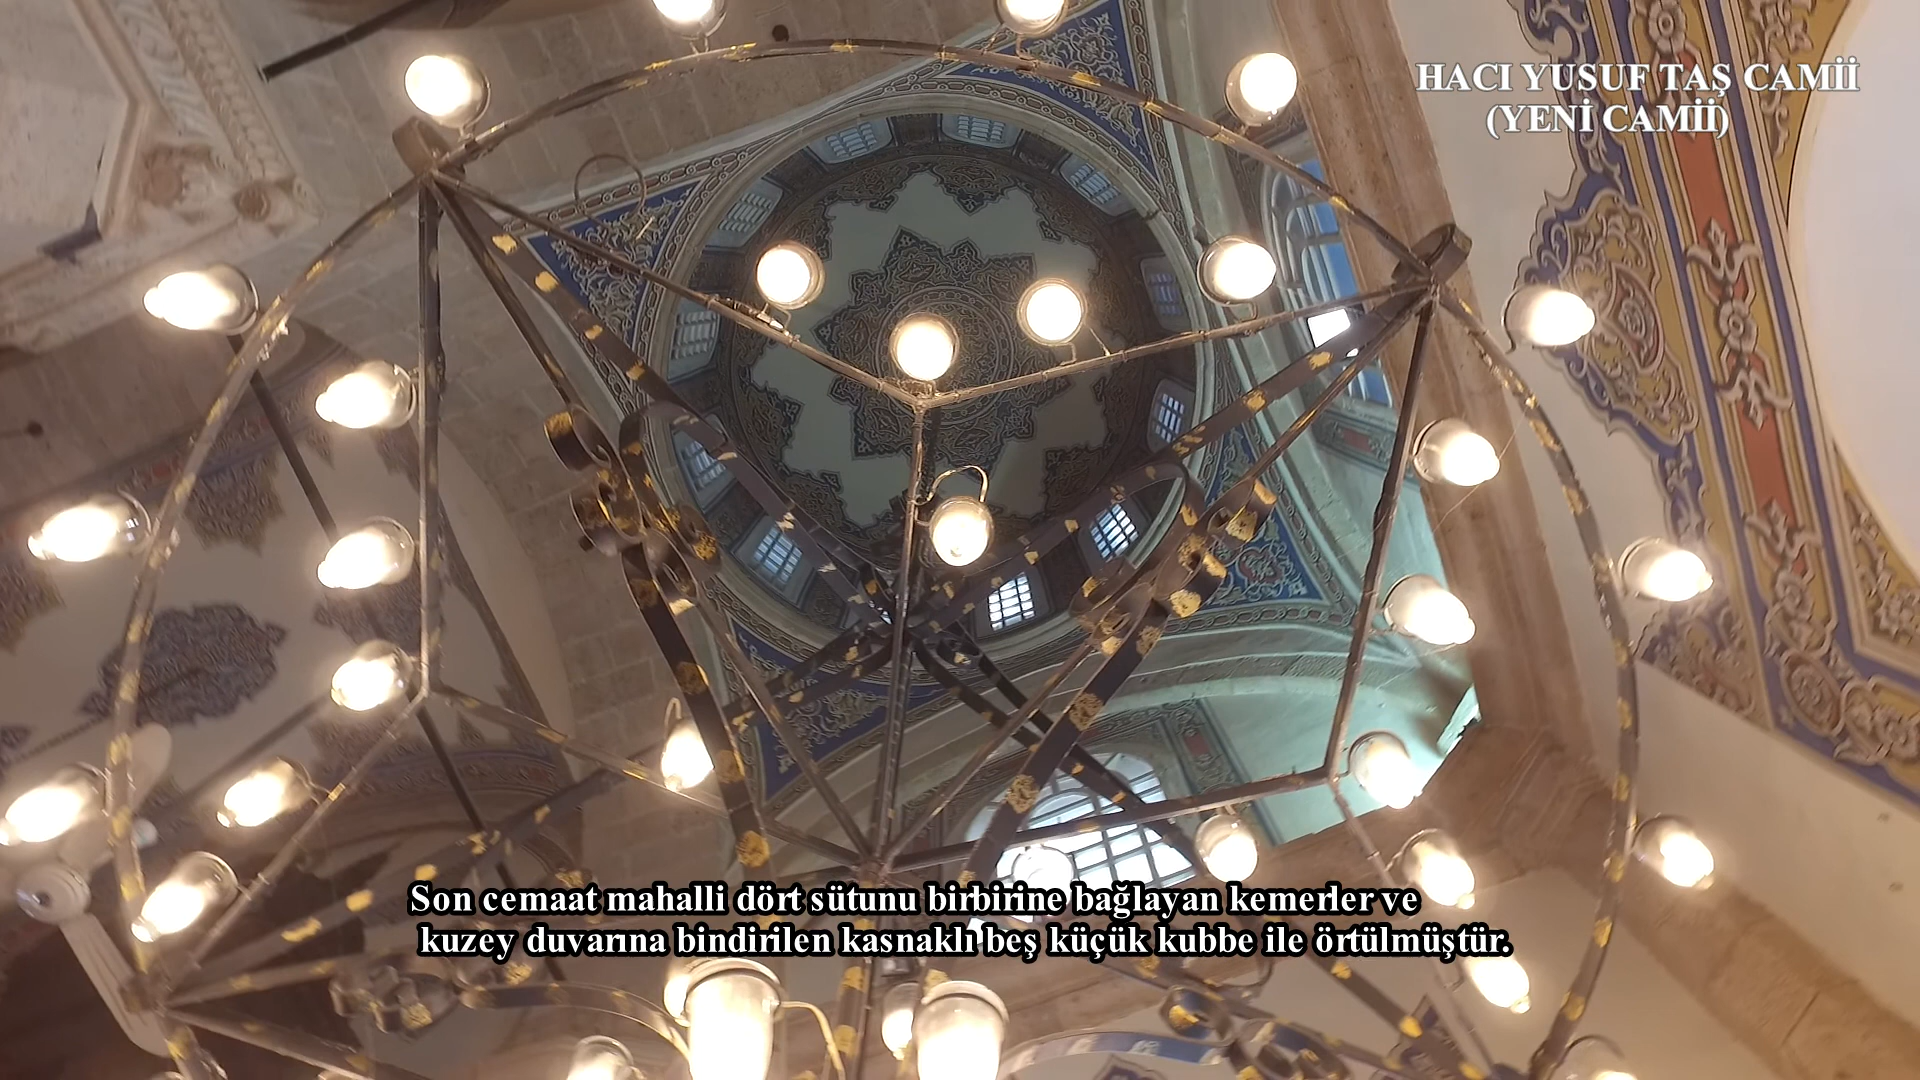 HACI YUSUF TAŞ CAMİİ
(YENİ CAMİİ)
Son cemaat mahalli dört sütunu birbirine bağlayan kemerler ve
kuzey duvarına bindirilen kasnaklı beş küçük kubbe ile örtülmüştür.